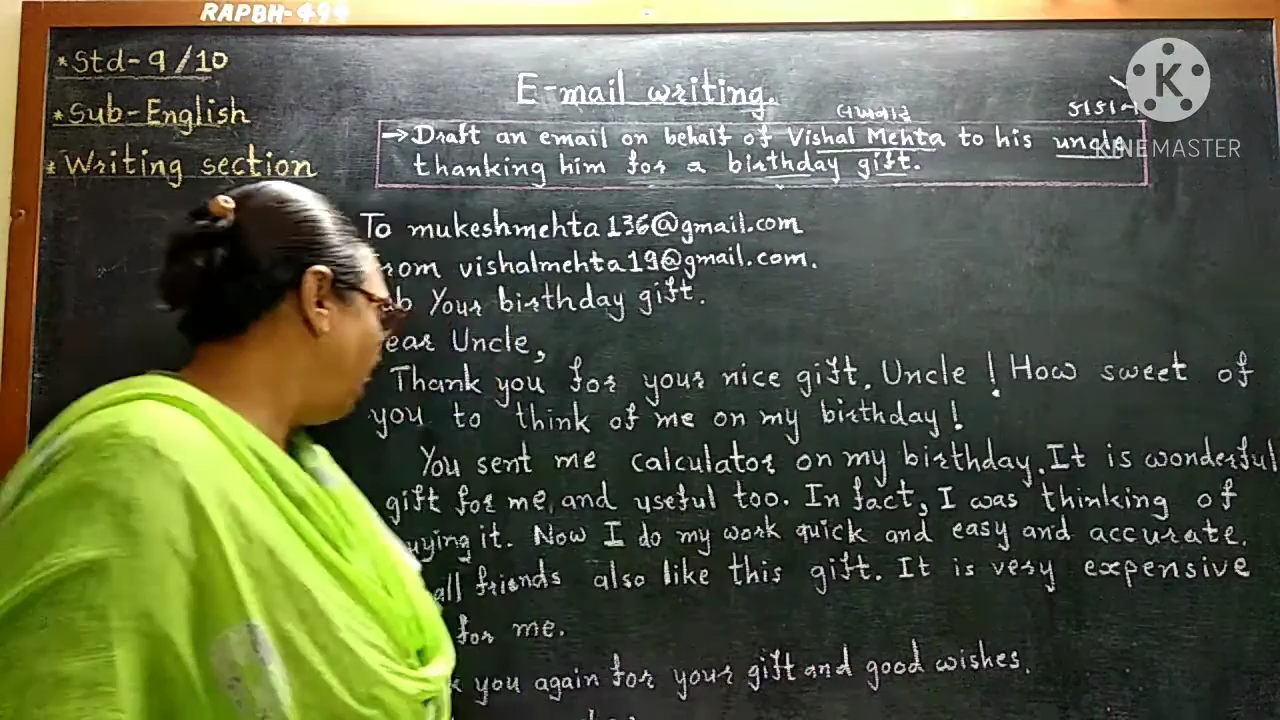 RAPBH-494
*Std-9/10
*Sub-English
*Writing section
E-mail writing.
→Draft an email on behalf of Vishal Mehta to his uncle
thanking him for a birthday gift.
KINEMASTER
To mukeshmehta136@gmail.com
vishalmehta19@gmail.com.
Your birthday gift.
Uncle,
Thank you for your nice gift. Uncle ! How sweet of
you to think of me on my birthday!
You sent me calculator on my birthday. It is wonderful
gift for me, and useful too. In fact, I was thinking of
it. Now I do my work quick and easy and accurate.
all friends also like this gift. It is very expensive
for me.
you again for your gift and good wishes.